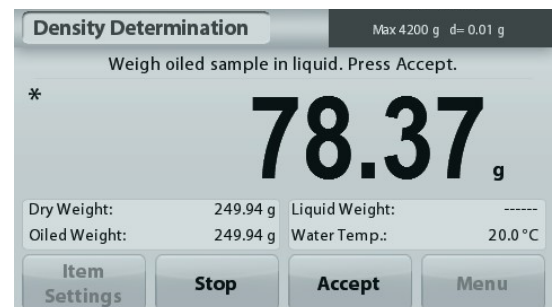 Density Determination
Max 4200 g d= 0.01 g
Weigh oiled sample in liquid. Press Accept.
*
78.37 g
Dry Weight: 249.94 g Liquid Weight: ------
Oiled Weight: 249.94 g Water Temp.: 20.0 °C
Item Settings
Stop
Accept
Menu